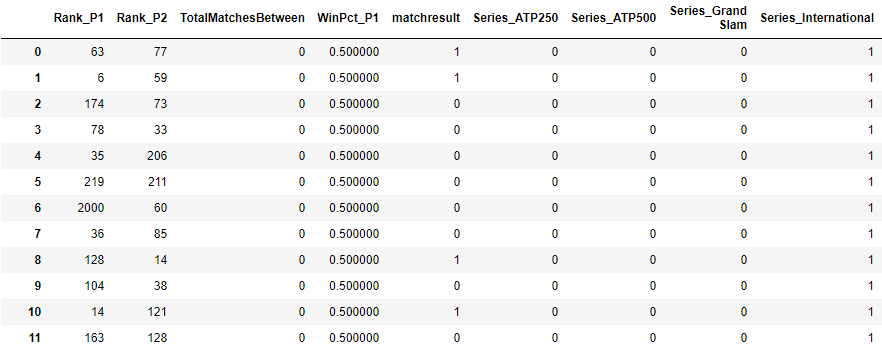 Rank_P1 Rank_P2 TotalMatchesBetween WinPct_P1 matchresult Series_ATP250 Series_ATP500 Series_Grand Slam Series_International
0 63 77 0 0.500000 1 0 0 0 1
1 6 59 0 0.500000 1 0 0 0 1
2 174 73 0 0.500000 0 0 0 0 1
3 78 33 0 0.500000 0 0 0 0 1
4 35 206 0 0.500000 0 0 0 0 1
5 219 211 0 0.500000 0 0 0 0 1
6 2000 60 0 0.500000 0 0 0 0 1
7 36 85 0 0.500000 0 0 0 0 1
8 128 14 0 0.500000 1 0 0 0 1
9 104 38 0 0.500000 0 0 0 0 1
10 14 121 0 0.500000 1 0 0 0 1
11 163 128 0 0.500000 0 0 0 0 1